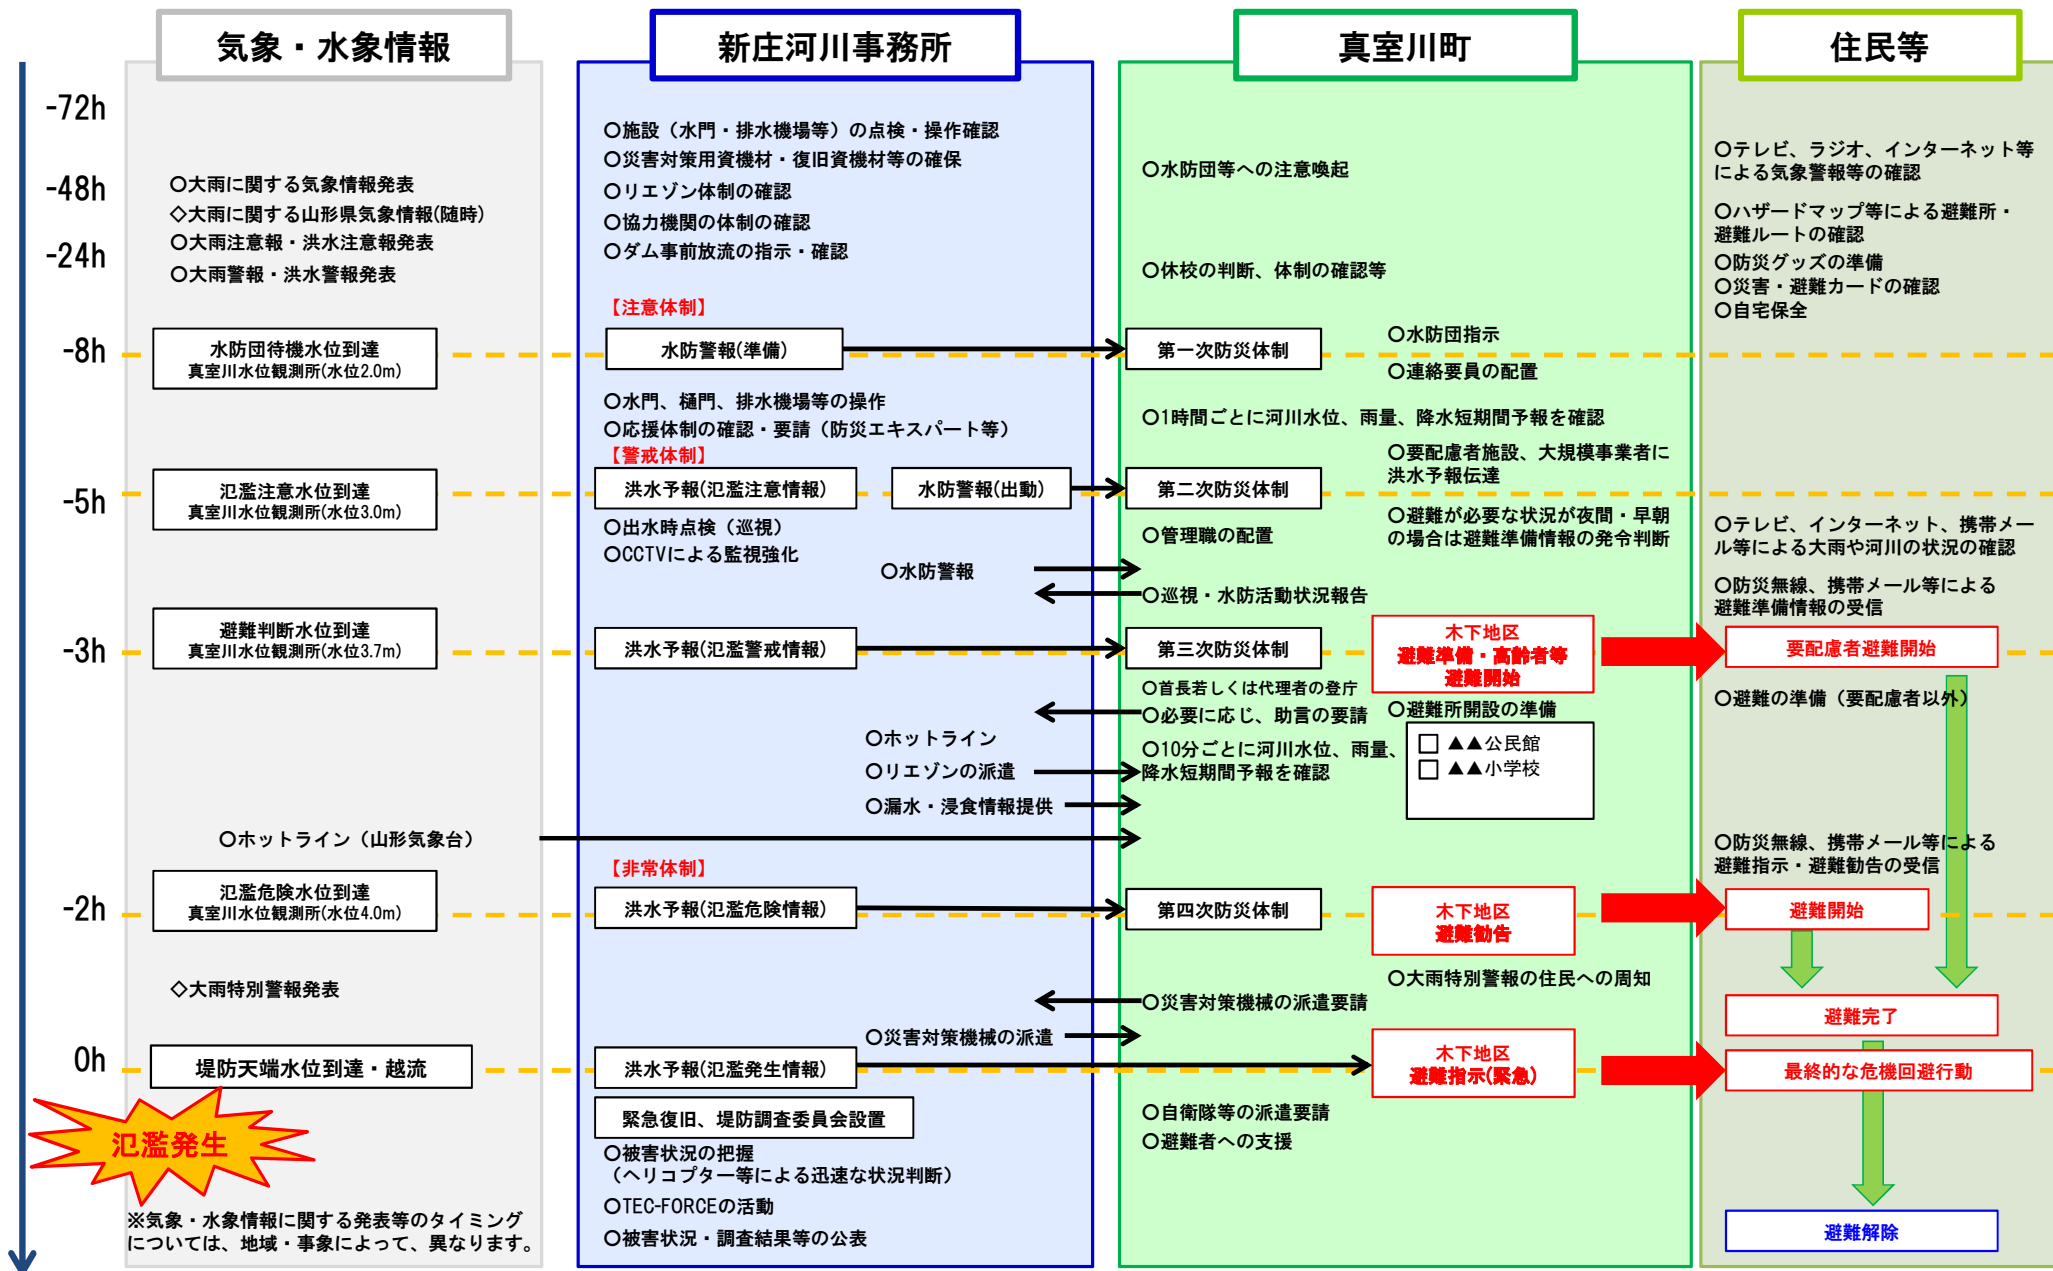 気象・水象情報
新庄河川事務所
真室川町
住民等
-72h
-48h
-24h
-8h
-5h
-3h
-2h
0h
○大雨に関する気象情報発表
◇大雨に関する山形県気象情報(随時)
○大雨注意報・洪水注意報発表
○大雨警報・洪水警報発表
水防団待機水位到達
真室川水位観測所(水位2.0m)
氾濫注意水位到達
真室川水位観測所(水位3.0m)
避難判断水位到達
真室川水位観測所(水位3.7m)
○ホットライン（山形気象台）
氾濫危険水位到達
真室川水位観測所(水位4.0m)
◇大雨特別警報発表
堤防天端水位到達・越流
氾濫発生
※気象・水象情報に関する発表等のタイミング
については、地域・事象によって、異なります。
○施設（水門・排水機場等）の点検・操作確認
○災害対策用資機材・復旧資機材等の確保
○リエゾン体制の確認
○協力機関の体制の確認
○ダム事前放流の指示・確認
【注意体制】
水防警報(準備)
○水門、樋門、排水機場等の操作
○応援体制の確認・要請（防災エキスパート等）
【警戒体制】
洪水予報(氾濫注意情報)
水防警報(出動)
○出水時点検（巡視）
○CCTVによる監視強化
○水防警報
洪水予報(氾濫警戒情報)
○ホットライン
○リエゾンの派遣
○漏水・浸食情報提供
【非常体制】
洪水予報(氾濫危険情報)
○災害対策機械の派遣
洪水予報(氾濫発生情報)
緊急復旧、堤防調査委員会設置
○被害状況の把握
（ヘリコプター等による迅速な状況判断）
○TEC-FORCEの活動
○被害状況・調査結果等の公表
○水防団等への注意喚起
○休校の判断、体制の確認等
第一次防災体制
○水防団指示
○連絡要員の配置
○1時間ごとに河川水位、雨量、降水短期間予報を確認
○要配慮者施設、大規模事業者に
洪水予報伝達
第二次防災体制
○管理職の配置
○避難が必要な状況が夜間・早朝
の場合は避難準備情報の発令判断
○巡視・水防活動状況報告
第三次防災体制
木下地区
避難準備・高齢者等
避難開始
○首長若しくは代理者の登庁
○必要に応じ、助言の要請
○避難所開設の準備
○10分ごとに河川水位、雨量、
降水短期間予報を確認
□ ▲▲公民館
□ ▲▲小学校
第四次防災体制
木下地区
避難勧告
○大雨特別警報の住民への周知
○災害対策機械の派遣要請
木下地区
避難指示(緊急)
○自衛隊等の派遣要請
○避難者への支援
○テレビ、ラジオ、インターネット等
による気象警報等の確認
○ハザードマップ等による避難所・
避難ルートの確認
○防災グッズの準備
○災害・避難カードの確認
○自宅保全
○テレビ、インターネット、携帯メー
ル等による大雨や河川の状況の確認
○防災無線、携帯メール等による
避難準備情報の受信
要配慮者避難開始
○避難の準備（要配慮者以外）
○防災無線、携帯メール等による
避難指示・避難勧告の受信
避難開始
避難完了
最終的な危機回避行動
避難解除